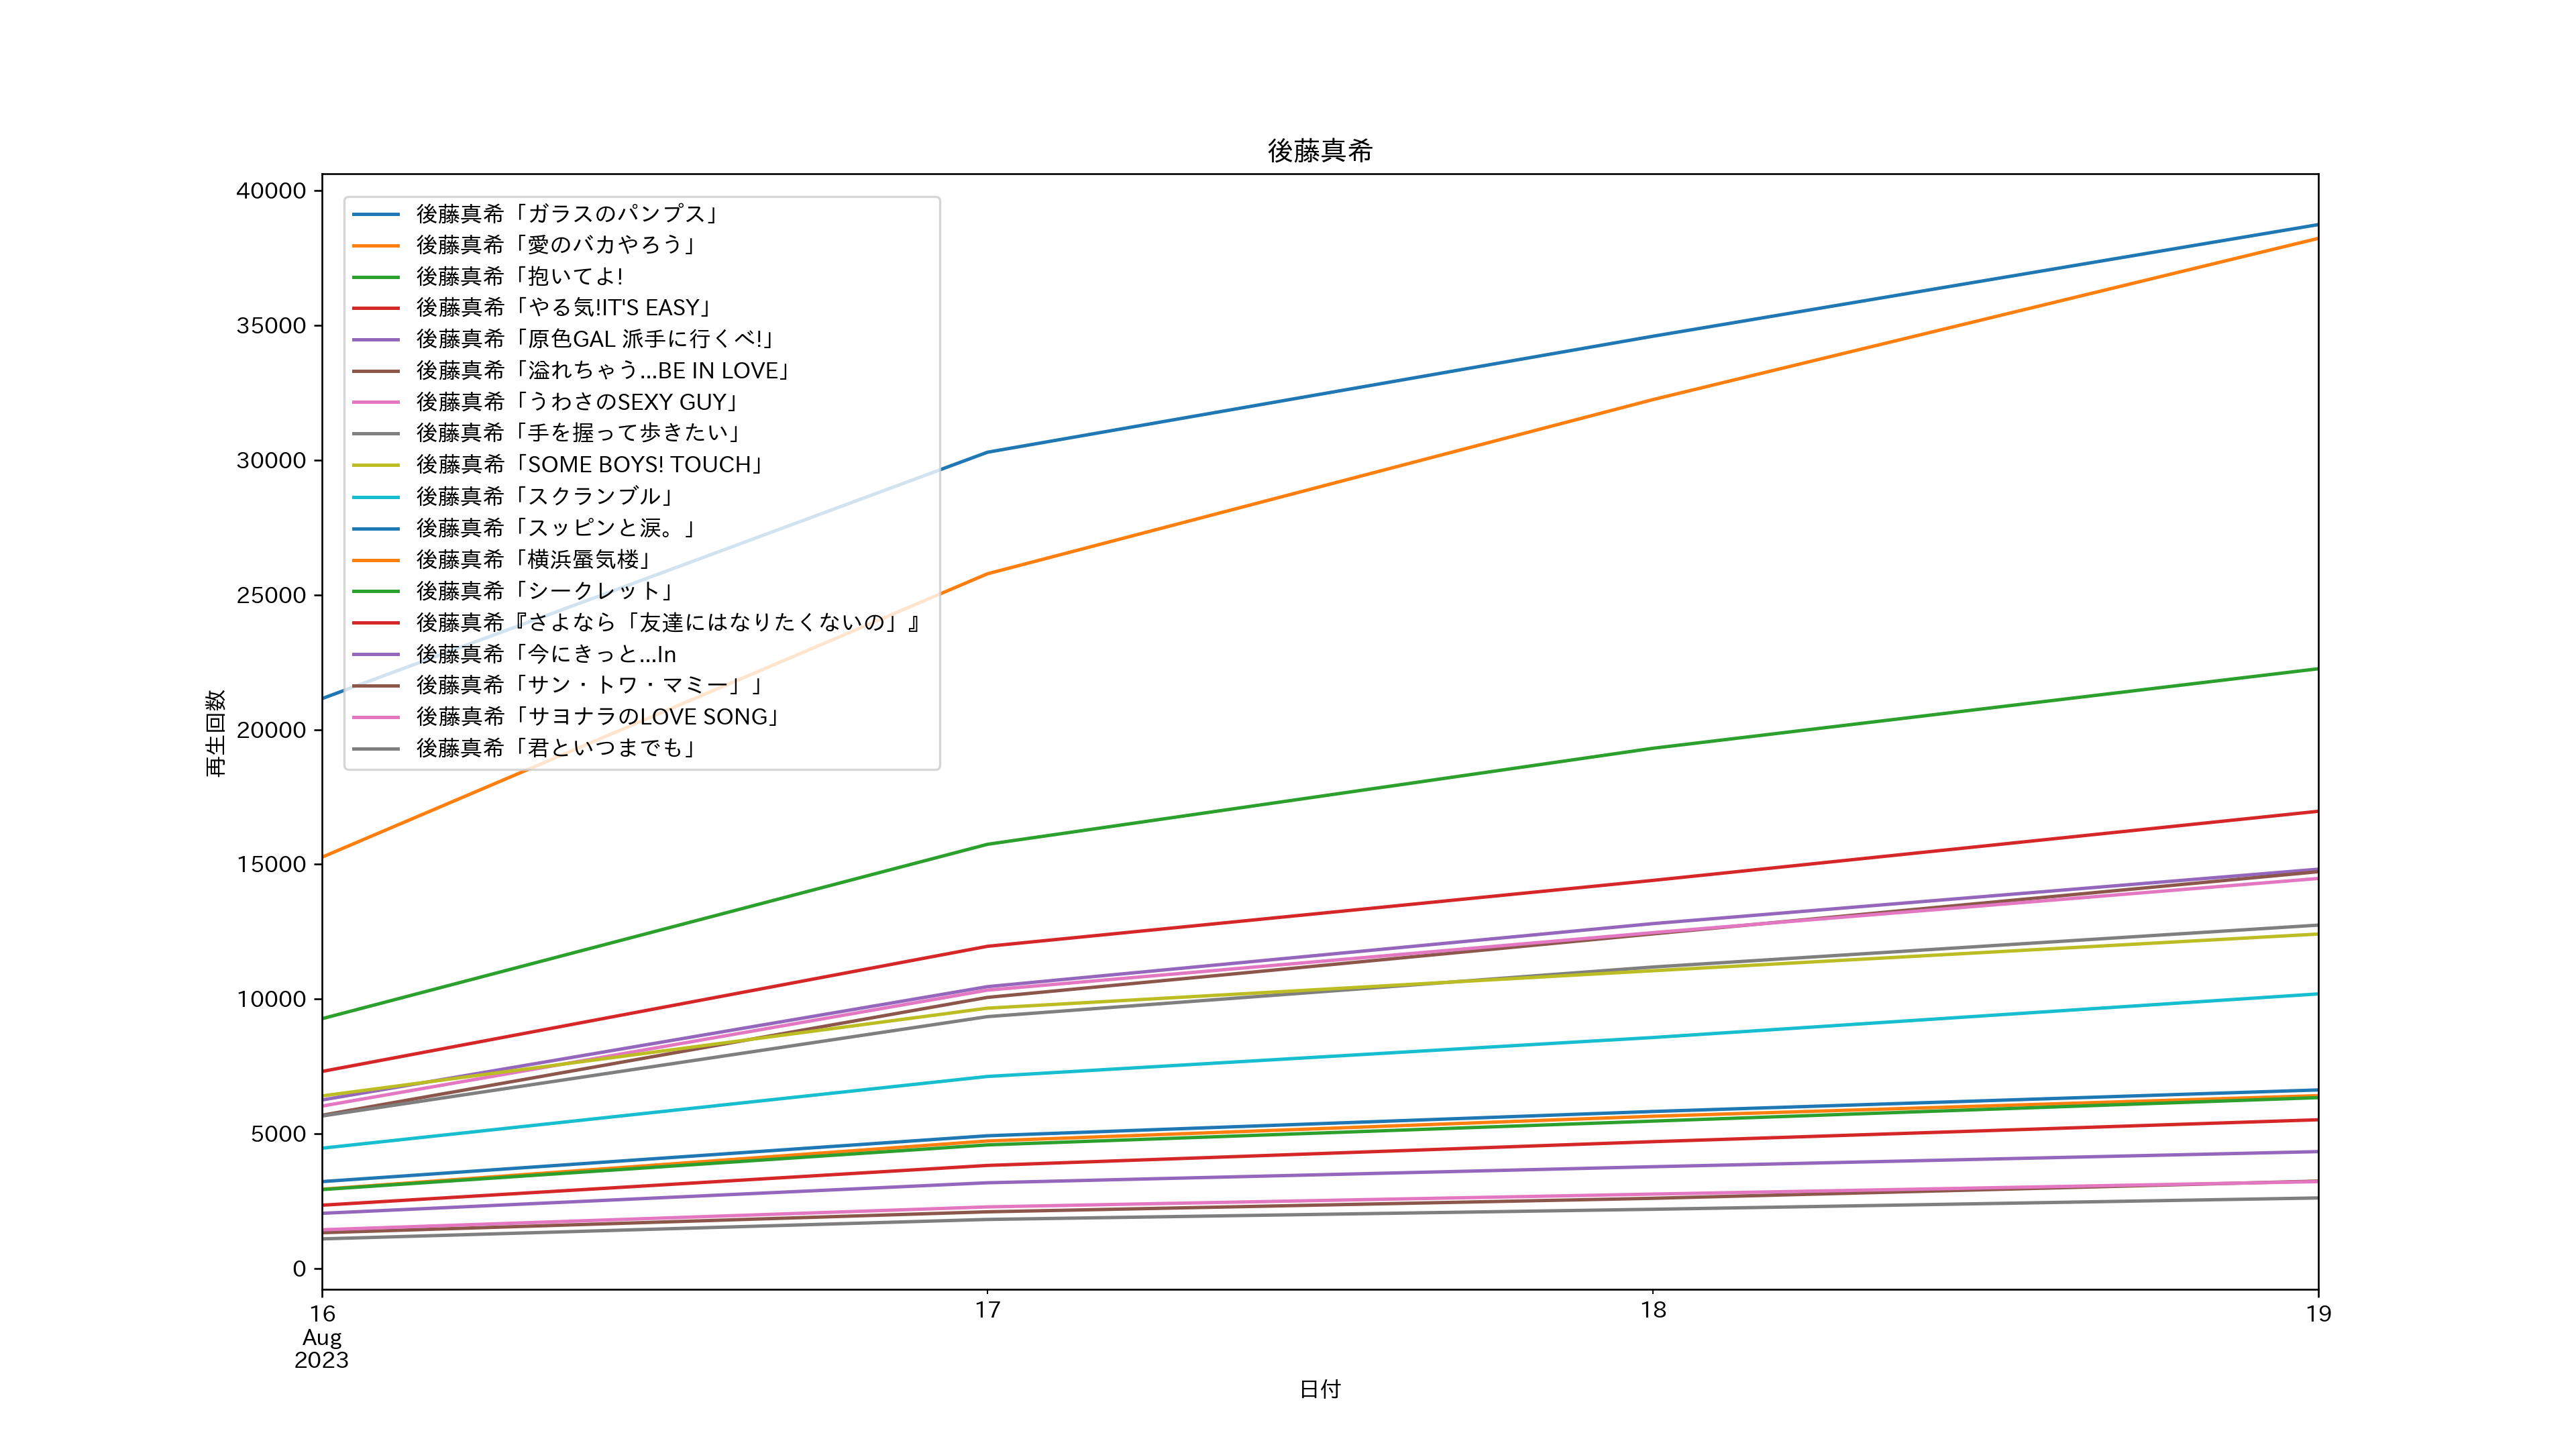 後藤真希
40000
35000
30000
25000
20000
15000
10000
5000
0
再生回数
後藤真希「ガラスのパンプス」
後藤真希「愛のバカやろう」
後藤真希「抱いてよ!
後藤真希「やる気!IT'S EASY」
後藤真希「原色GAL 派手に行くべ!」
後藤真希「溢れちゃう...BE IN LOVE」
後藤真希「うわさのSEXY GUY」
後藤真希「手を握って歩きたい」
後藤真希「SOME BOYS! TOUCH」
後藤真希「スクランブル」
後藤真希「スッピンと涙。」
後藤真希「横浜蜃気楼」
後藤真希「シークレット」
後藤真希『さよなら「友達にはなりたくないの」』
後藤真希「今にきっと...In
後藤真希「サン・トワ・マミー」」
後藤真希「サヨナラのLOVE SONG」
後藤真希「君といつまでも」
16 17 18 19
Aug
2023
日付